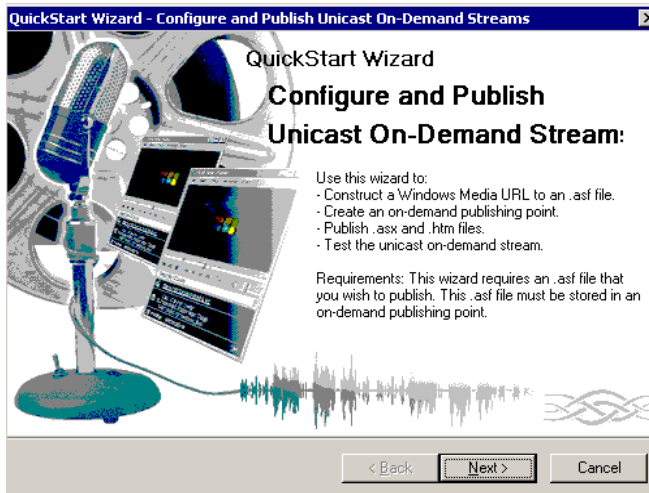 QuickStart Wizard - Configure and Publish Unicast On-Demand Streams
QuickStart Wizard
Configure and Publish
Unicast On-Demand Stream
Use this wizard to:
- Construct a Windows Media URL to an .asf file.
- Create an on-demand publishing point.
- Publish .asx and .htm files.
- Test the unicast on-demand stream.
Requirements: This wizard requires an .asf file that
you wish to publish. This .asf file must be stored in an
on-demand publishing point.
< Back
Next >
Cancel